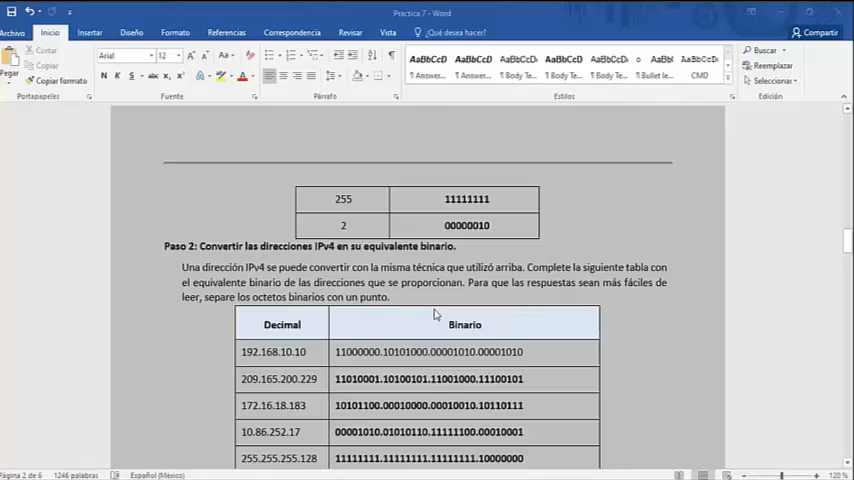 Practica 7 - Word
Archivo Inicio Insertar Diseño Formato Referencias Correspondencia Revisar Vista ¿Qué desea hacer? Compartir
Cortar
Copiar
Copiar formato
Pegar
Portapapeles
Arial 12
N K S abc x₂ x²
Fuente
Párrafo
AaBbCcD AaBbCcD AaBbCcDc AaBbCcDc AaBbCcDc o AaBb( AaBbCcD
¶ Answer... ¶ Answer... ¶ Body Te... ¶ Body Te... ¶ Body Te... ¶ Bullet le... CMD
Estilos
Buscar
Reemplazar
Seleccionar
Edición
255 11111111
2 00000010
Paso 2: Convertir las direcciones IPv4 en su equivalente binario.
Una dirección IPv4 se puede convertir con la misma técnica que utilizó arriba. Complete la siguiente tabla con
el equivalente binario de las direcciones que se proporcionan. Para que las respuestas sean más fáciles de
leer, separe los octetos binarios con un punto.
Decimal Binario
192.168.10.10 11000000.10101000.00001010.00001010
209.165.200.229 11010001.10100101.11001000.11100101
172.16.18.183 10101100.00010000.00010010.10110111
10.86.252.17 00001010.01010110.11111100.00010001
255.255.255.128 11111111.11111111.11111111.10000000
Página 2 de 6 1246 palabras Español (México) 120 %